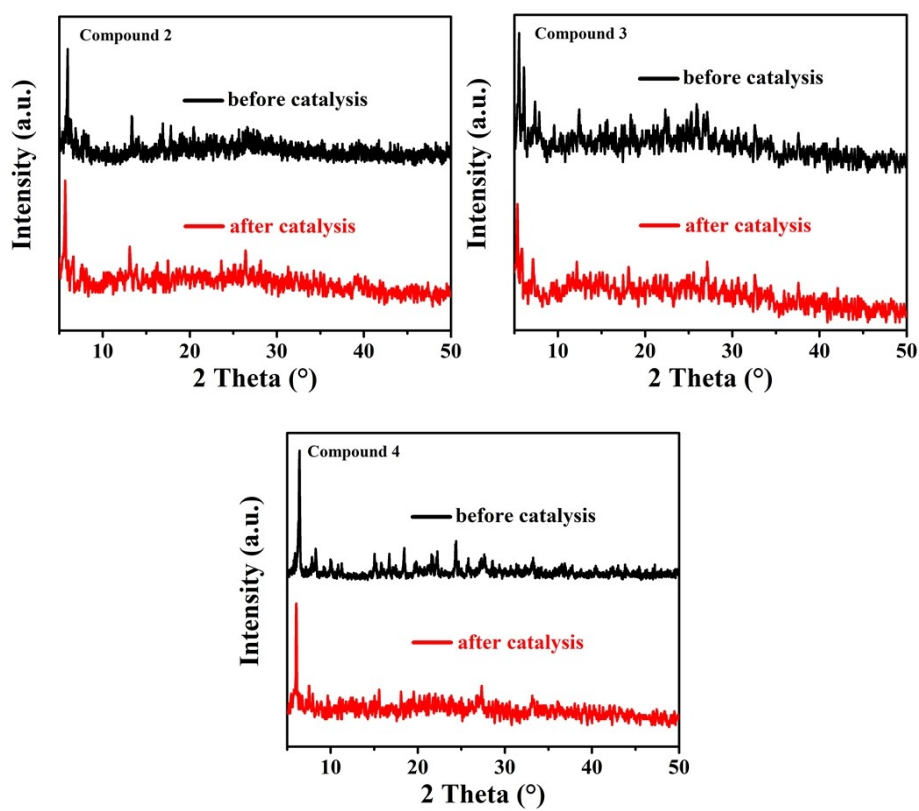 Compound 2
before catalysis
after catalysis
Intensity (a.u.)
10 20 30 40 50
2 Theta (°)
Compound 3
before catalysis
after catalysis
Intensity (a.u.)
10 20 30 40 50
2 Theta (°)
Compound 4
before catalysis
after catalysis
Intensity (a.u.)
10 20 30 40 50
2 Theta (°)